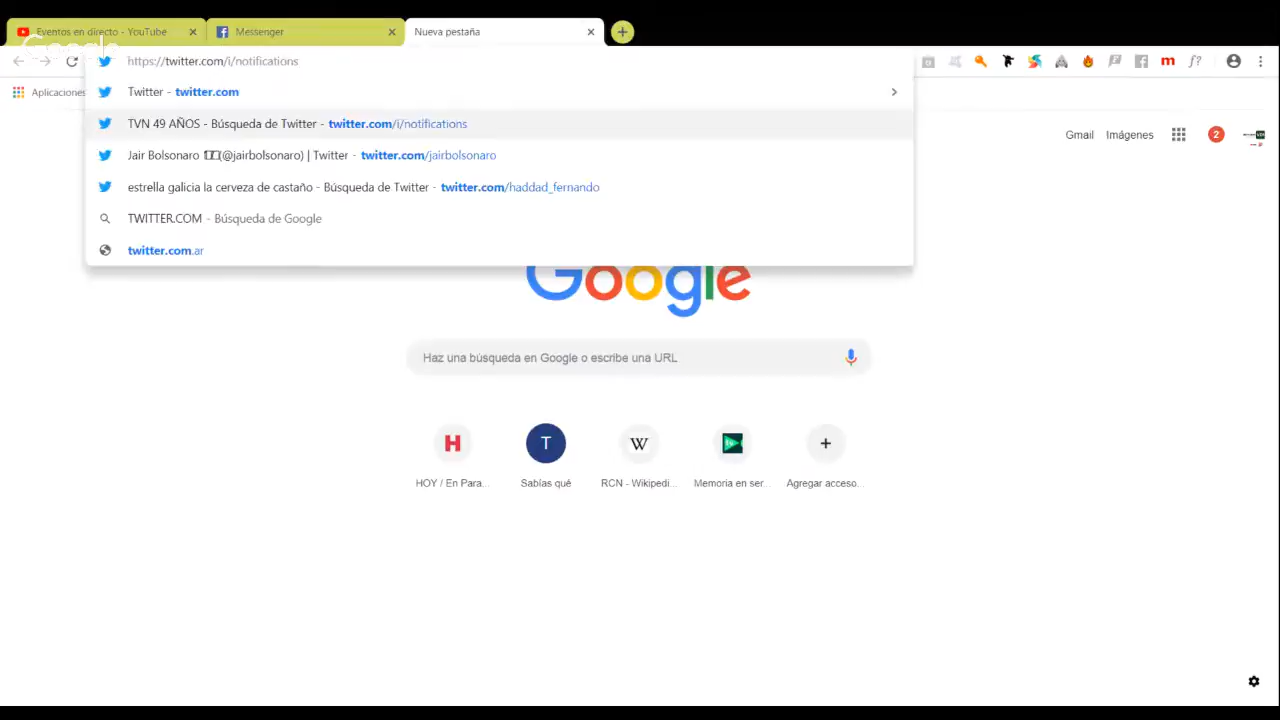 Eventos en directo - YouTube
Messenger
Nueva pestaña
Google
https://twitter.com/i/notifications
Aplicaciones
Twitter - twitter.com
TVN 49 AÑOS - Búsqueda de Twitter - twitter.com/i/notifications
Jair Bolsonaro (@jairbolsonaro) | Twitter - twitter.com/jairbolsonaro
estrella galicia la cerveza de castaño - Búsqueda de Twitter - twitter.com/haddad_fernando
TWITTER.COM - Búsqueda de Google
twitter.com.ar
Gmail
Imágenes
2
Google
Haz una búsqueda en Google o escribe una URL
H
T
W
HOY / En Para...
Sabías qué
RCN - Wikipedi...
Memoria en ser...
Agregar acceso...